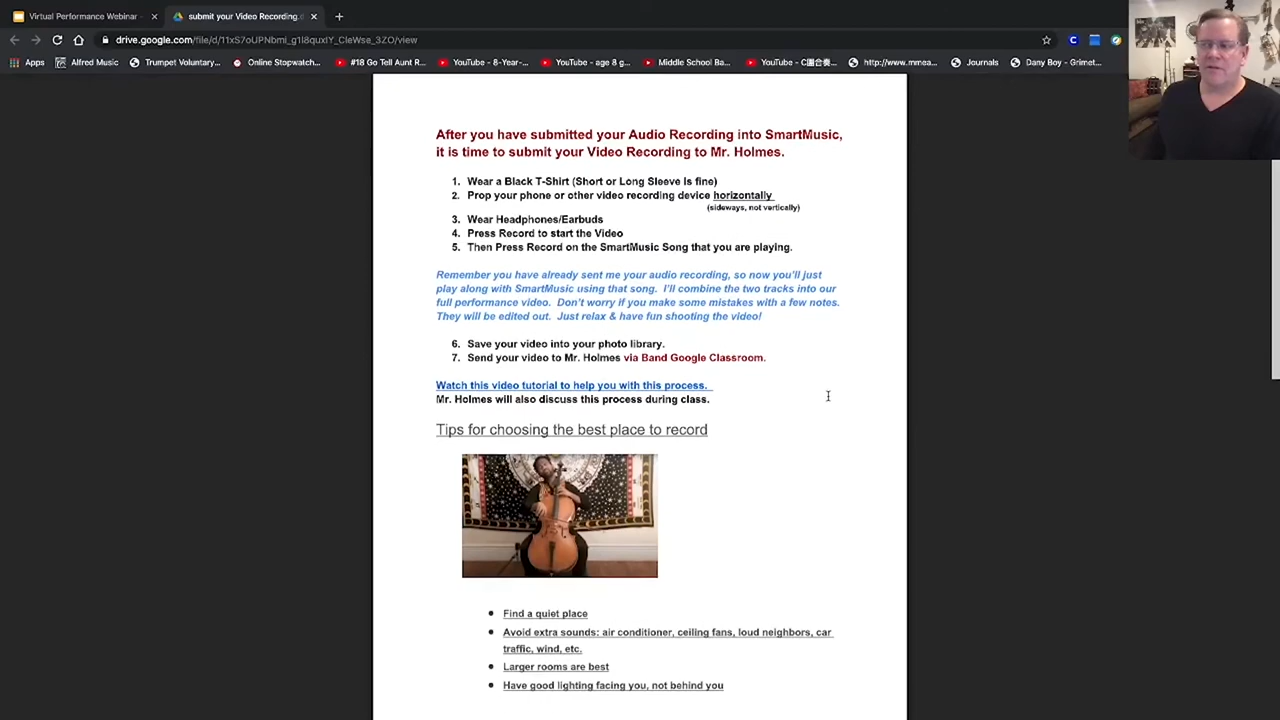 Virtual Performance Webinar
submit your Video Recording.d
Apps
Alfred Music
Trumpet Voluntary...
Online Stopwatch...
#18 Go Tell Aunt R...
YouTube - 8-Year-...
YouTube - age 8 g...
Middle School Ba...
YouTube - C圍合奏...
http://www.mmea...
Journals
Dany Boy - Grimet...
After you have submitted your Audio Recording into SmartMusic,
it is time to submit your Video Recording to Mr. Holmes.
1. Wear a Black T-Shirt (Short or Long Sleeve is fine)
2. Prop your phone or other video recording device horizontally
(sideways, not vertically)
3. Wear Headphones/Earbuds
4. Press Record to start the Video
5. Then Press Record on the SmartMusic Song that you are playing.
Remember you have already sent me your audio recording, so now you'll just
play along with SmartMusic using that song. I'll combine the two tracks into our
full performance video. Don't worry if you make some mistakes with a few notes.
They will be edited out. Just relax & have fun shooting the video!
6. Save your video into your photo library.
7. Send your video to Mr. Holmes via Band Google Classroom.
Watch this video tutorial to help you with this process.
Mr. Holmes will also discuss this process during class.
Tips for choosing the best place to record
Find a quiet place
Avoid extra sounds: air conditioner, ceiling fans, loud neighbors, car
traffic, wind, etc.
Larger rooms are best
Have good lighting facing you, not behind you